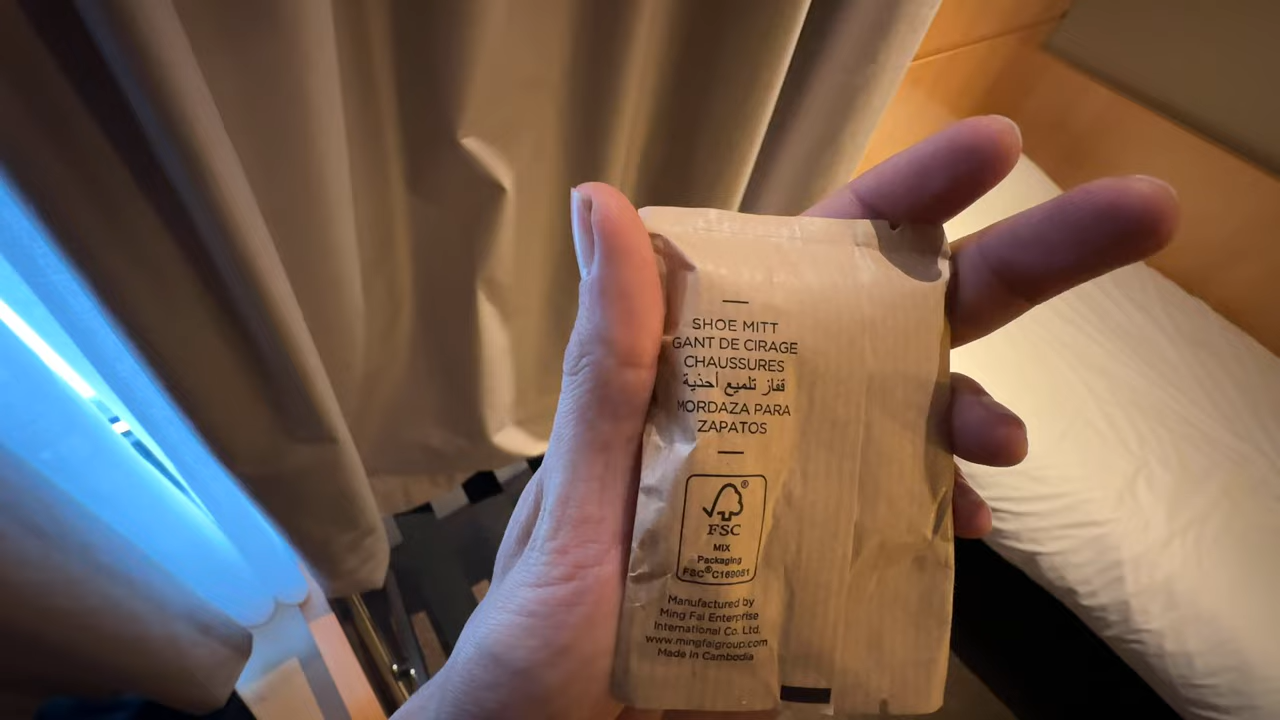 SHOE MITT
GANT DE CIRAGE
CHAUSSURES
قفاز تلميع أحذية
MORDAZA PARA
ZAPATOS
FSC®
MIX
Packaging
FSC®C169051
Manufactured by
Ming Fai Enterprise
International Co. Ltd.
www.mingfaigroup.com
Made in Cambodia